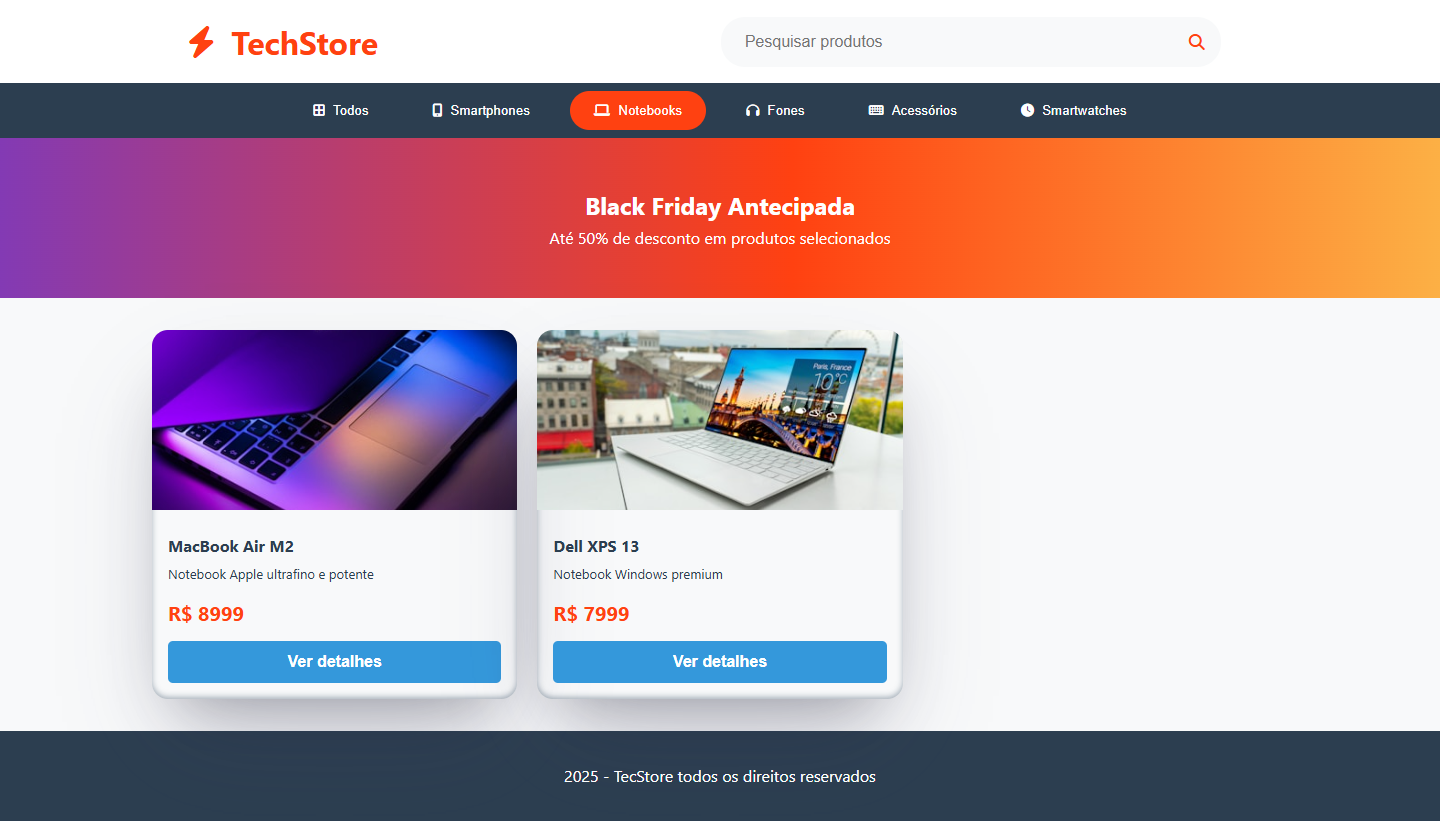 TechStore
Pesquisar produtos
Todos
Smartphones
Notebooks
Fones
Acessórios
Smartwatches
Black Friday Antecipada
Até 50% de desconto em produtos selecionados
Paris, France
10°C
MacBook Air M2
Notebook Apple ultrafino e potente
R$ 8999
Ver detalhes
Dell XPS 13
Notebook Windows premium
R$ 7999
Ver detalhes
2025 - TecStore todos os direitos reservados